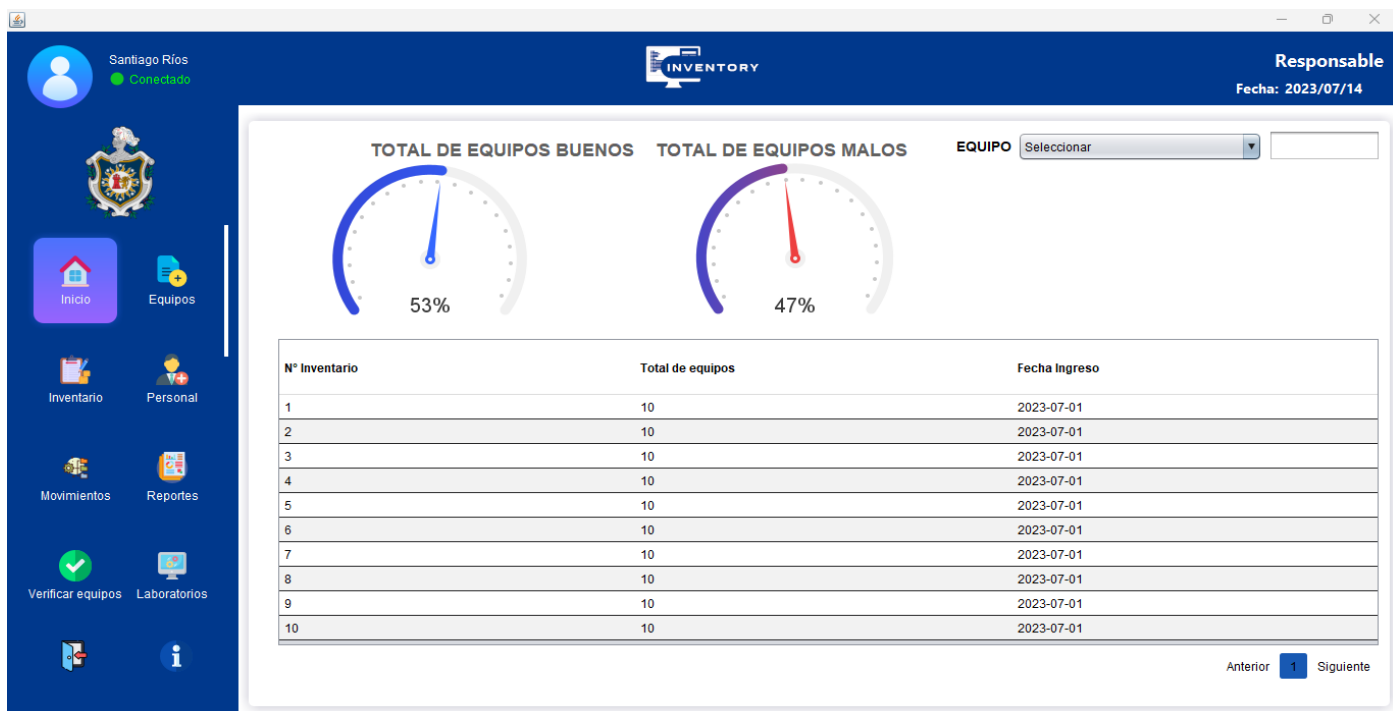 Santiago Ríos
Conectado
INVENTORY
Responsable
Fecha: 2023/07/14
TOTAL DE EQUIPOS BUENOS
53%
TOTAL DE EQUIPOS MALOS
47%
EQUIPO Seleccionar
Inicio Equipos
Inventario Personal
Movimientos Reportes
Verificar equipos Laboratorios
Nº Inventario Total de equipos Fecha Ingreso
1 10 2023-07-01
2 10 2023-07-01
3 10 2023-07-01
4 10 2023-07-01
5 10 2023-07-01
6 10 2023-07-01
7 10 2023-07-01
8 10 2023-07-01
9 10 2023-07-01
10 10 2023-07-01
Anterior 1 Siguiente